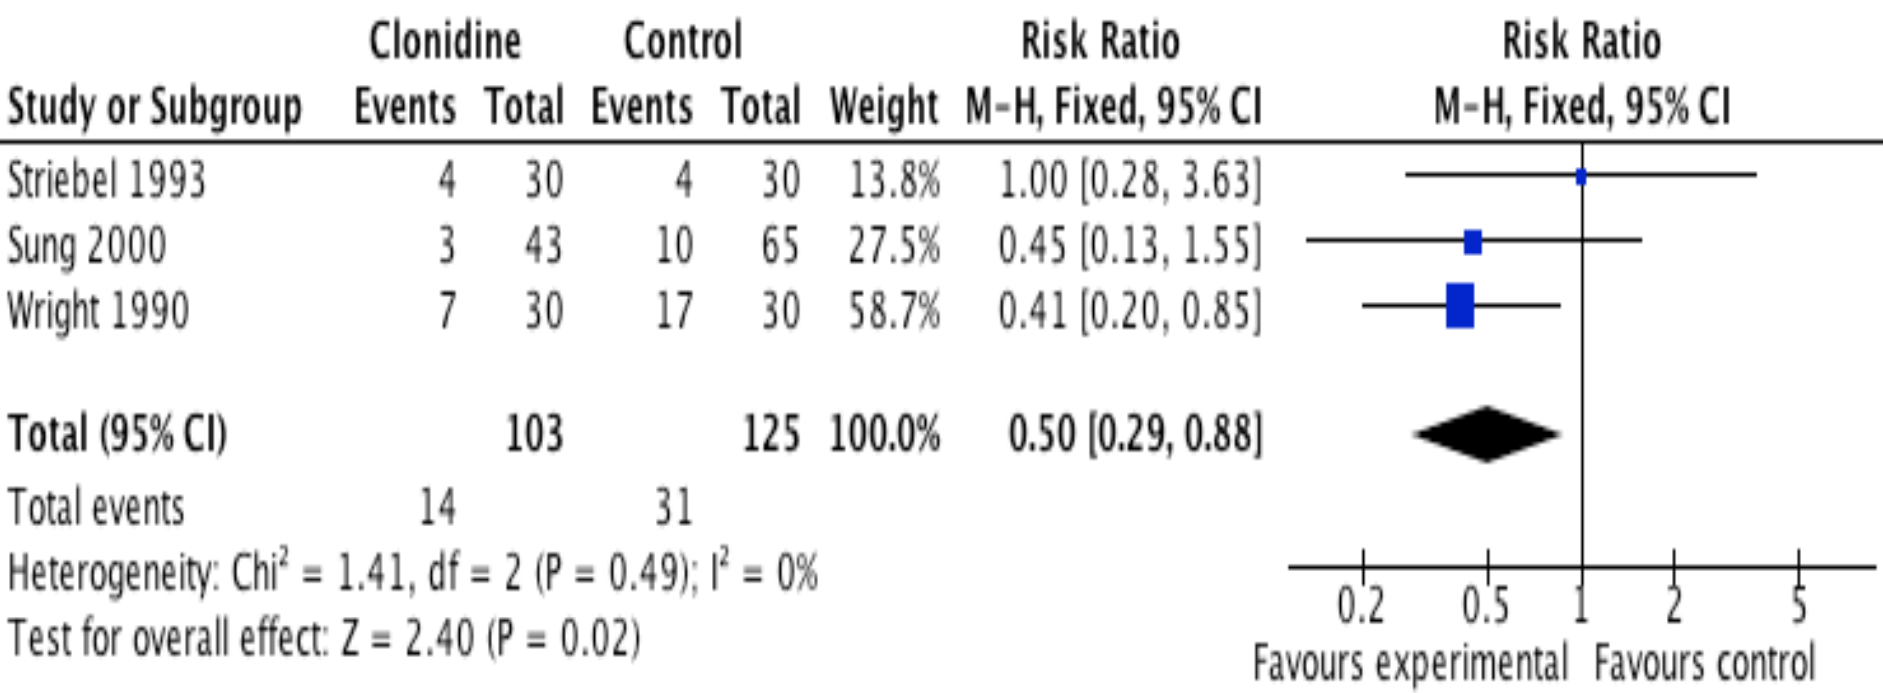 Clonidine Control Risk Ratio Risk Ratio
Study or Subgroup Events Total Events Total Weight M-H, Fixed, 95% CI M-H, Fixed, 95% CI
Striebel 1993 4 30 4 30 13.8% 1.00 [0.28, 3.63]
Sung 2000 3 43 10 65 27.5% 0.45 [0.13, 1.55]
Wright 1990 7 30 17 30 58.7% 0.41 [0.20, 0.85]
Total (95% CI) 103 125 100.0% 0.50 [0.29, 0.88]
Total events 14 31
Heterogeneity: Chi² = 1.41, df = 2 (P = 0.49); I² = 0%
Test for overall effect: Z = 2.40 (P = 0.02)
0.2 0.5 1 2 5
Favours experimental Favours control